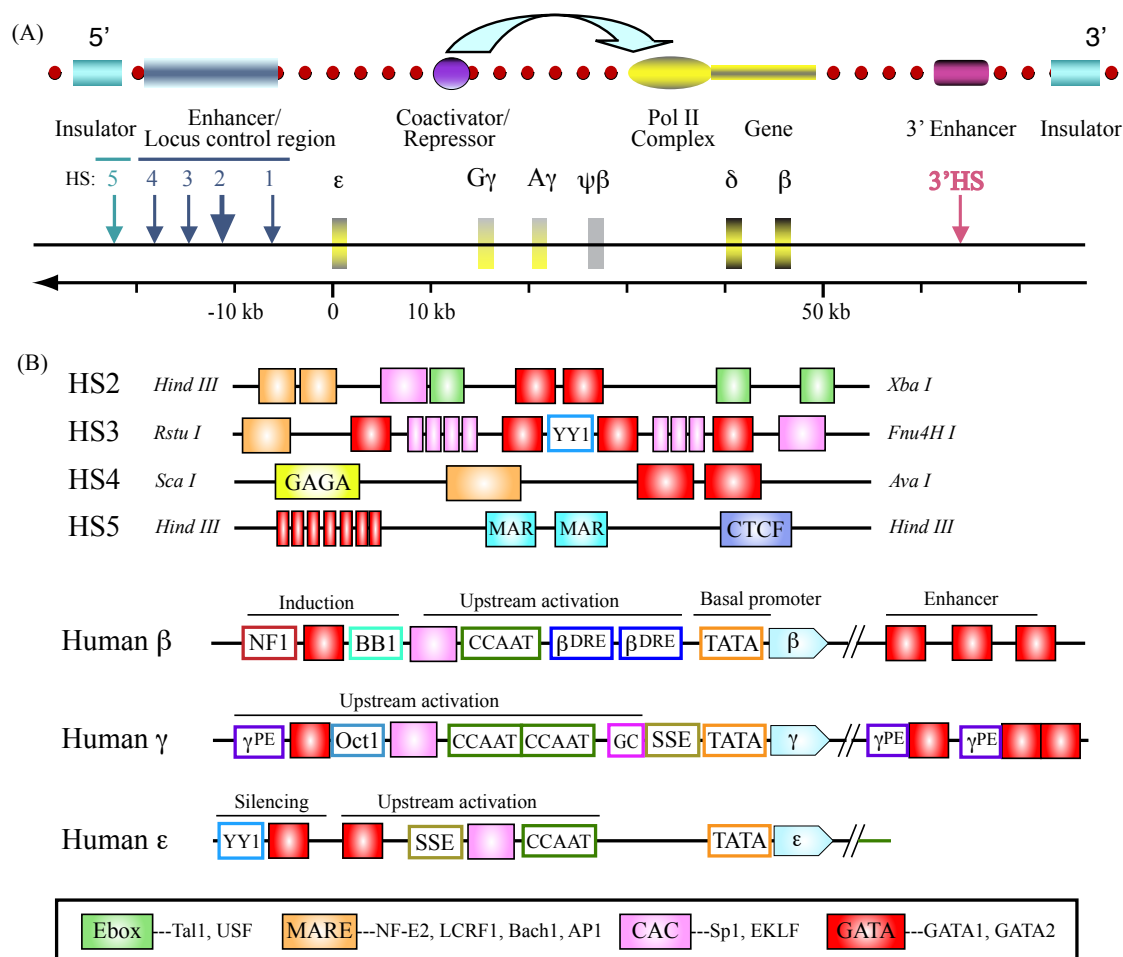 (A)
5’ 3’
Insulator Enhancer/ Locus control region Coactivator/ Repressor Pol II Complex Gene 3’ Enhancer Insulator
HS: 5 4 3 2 1 ε Gγ Aγ ψβ δ β 3’HS
-10 kb 0 10 kb 50 kb
(B)
HS2 Hind III Xba I
HS3 Rstu I YY1 Fnu4H I
HS4 Sca I GAGA Ava I
HS5 Hind III MAR MAR CTCF Hind III
Induction Upstream activation Basal promoter Enhancer
Human β NF1 BB1 CCAAT βDRE βDRE TATA β
Upstream activation
Human γ γPE Oct1 CCAAT CCAAT GC SSE TATA γ γPE γPE
Silencing Upstream activation
Human ε YY1 SSE CCAAT TATA ε
Ebox ---Tal1, USF MARE ---NF-E2, LCRF1, Bach1, AP1 CAC ---Sp1, EKLF GATA ---GATA1, GATA2